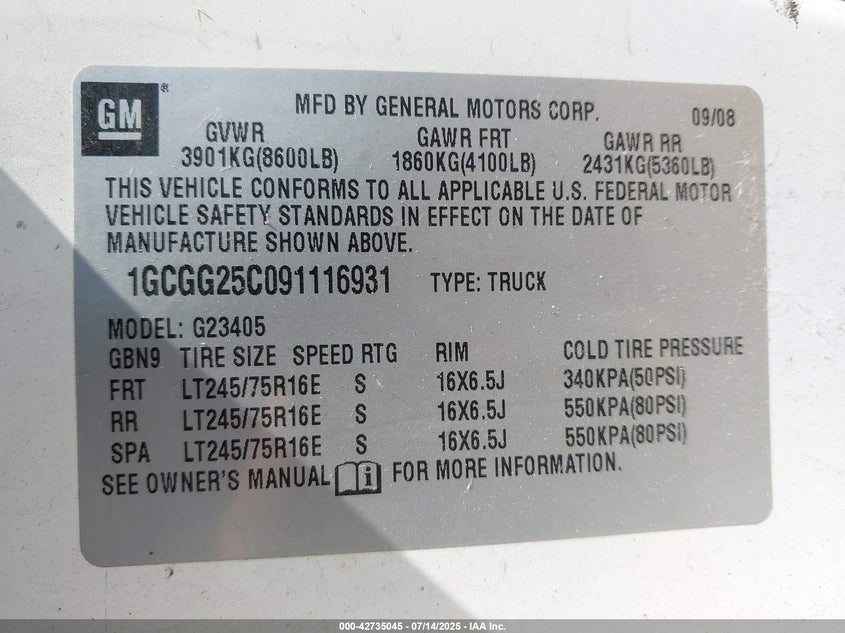 GM®
MFD BY GENERAL MOTORS CORP. 09/08
GVWR GAWR FRT GAWR RR
3901KG(8600LB) 1860KG(4100LB) 2431KG(5360LB)
THIS VEHICLE CONFORMS TO ALL APPLICABLE U.S. FEDERAL MOTOR
VEHICLE SAFETY STANDARDS IN EFFECT ON THE DATE OF
MANUFACTURE SHOWN ABOVE.
1GCGG25C091116931 TYPE: TRUCK
MODEL: G23405
GBN9 TIRE SIZE SPEED RTG RIM COLD TIRE PRESSURE
FRT LT245/75R16E S 16X6.5J 340KPA(50PSI)
RR LT245/75R16E S 16X6.5J 550KPA(80PSI)
SPA LT245/75R16E S 16X6.5J 550KPA(80PSI)
SEE OWNER'S MANUAL i FOR MORE INFORMATION.
000-42735045 - 07/14/2025 - IAA Inc.